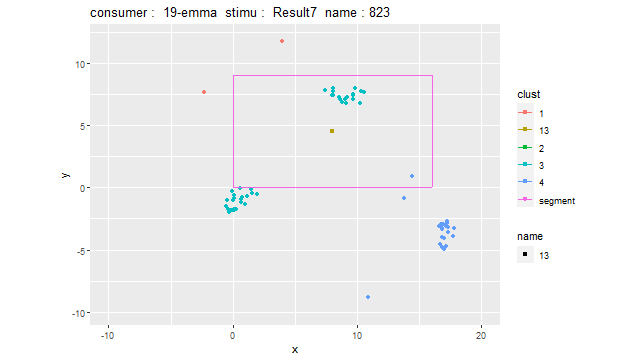 consumer : 19-emma stimu : Result7 name : 823
y
10
5
0
-5
-10
-10 0 10 20
x
clust
1
13
2
3
4
segment
name
13